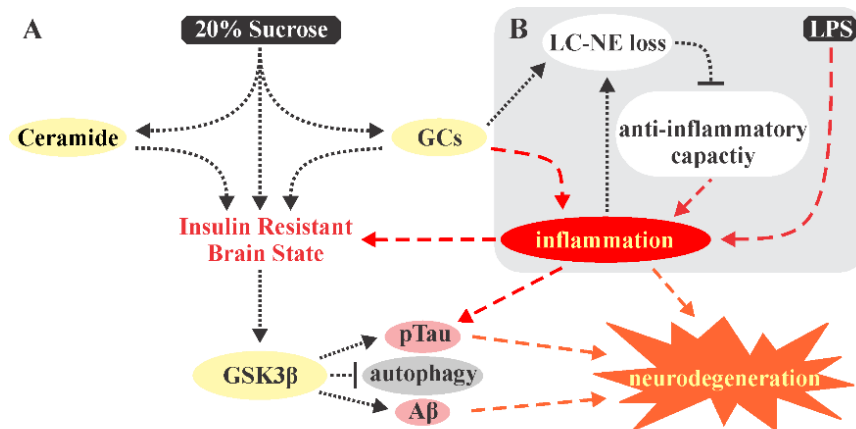 A
20% Sucrose
B
LC-NE loss
LPS
Ceramide
GCs
anti-inflammatory
capactiy
Insulin Resistant
Brain State
inflammation
pTau
GSK3β
autophagy
neurodegeneration
Aβ